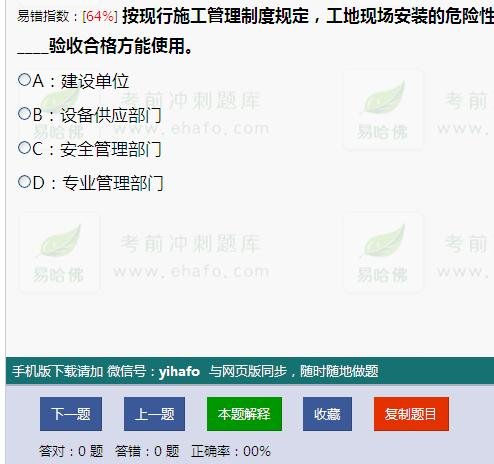 易错指数：[64%] 按现行施工管理制度规定，工地现场安装的危险性
____验收合格方能使用。
A：建设单位
B：设备供应部门
C：安全管理部门
D：专业管理部门
易哈佛 考前冲刺题库 www.ehafo.com
易哈佛 考前冲刺
易哈佛 考前冲刺题库 www.ehafo.com
易哈佛 考前冲刺
手机版下载请加 微信号：yihafo 与网页版同步，随时随地做题
下一题 上一题 本题解释 收藏 复制题目
答对：0 题 答错：0 题 正确率：00%